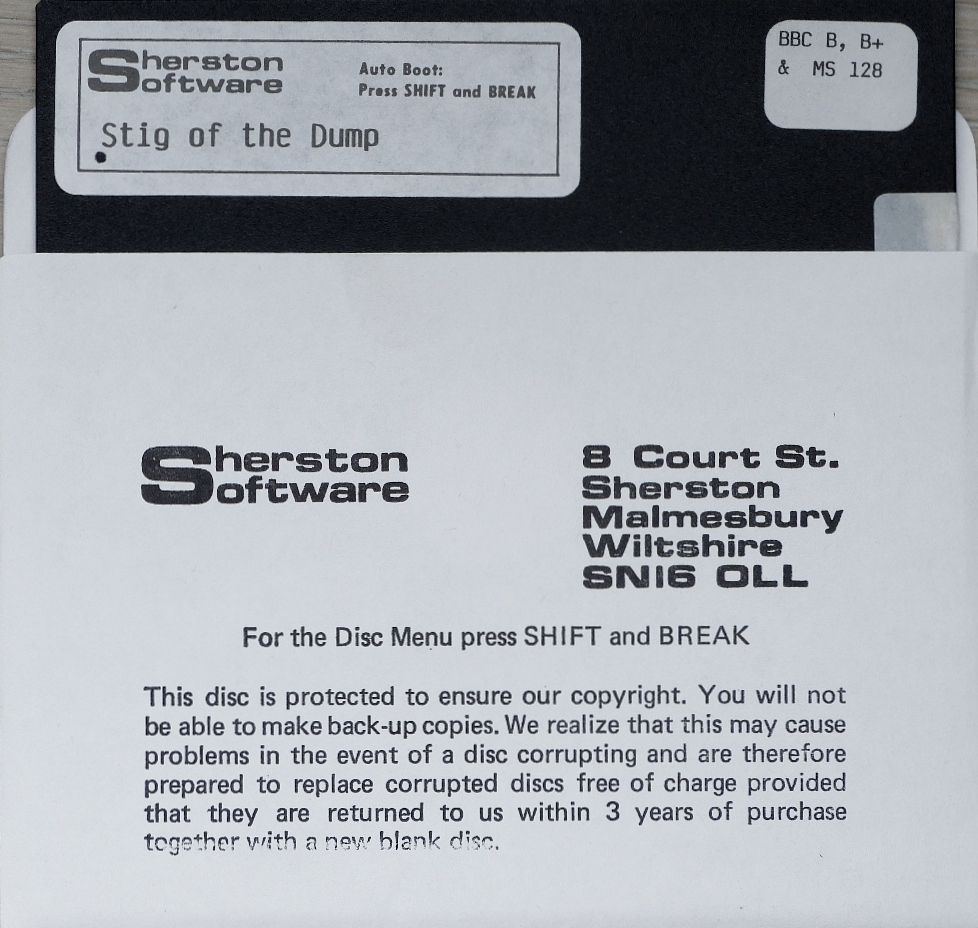 Sherston
Software
Auto Boot:
Press SHIFT and BREAK
Stig of the Dump
BBC B, B+
& MS 128
Sherston
Software
8 Court St.
Sherston
Malmesbury
Wiltshire
SN16 OLL
For the Disc Menu press SHIFT and BREAK
This disc is protected to ensure our copyright. You will not
be able to make back-up copies. We realize that this may cause
problems in the event of a disc corrupting and are therefore
prepared to replace corrupted discs free of charge provided
that they are returned to us within 3 years of purchase
together with a new blank disc.